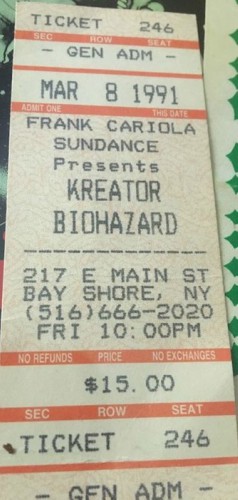 TICKET 246
SEC ROW SEAT
- GEN ADM -
MAR 8 1991
ADMIT ONE THIS DATE
FRANK CARIOLA
SUNDANCE
Presents
KREATOR
BIOHAZARD
---------------
217 E MAIN ST
BAY SHORE, NY
(516)666-2020
FRI 10:00PM
NO REFUNDS PRICE NO EXCHANGES
$15.00
SEC ROW SEAT
TICKET 246
- GEN ADM -